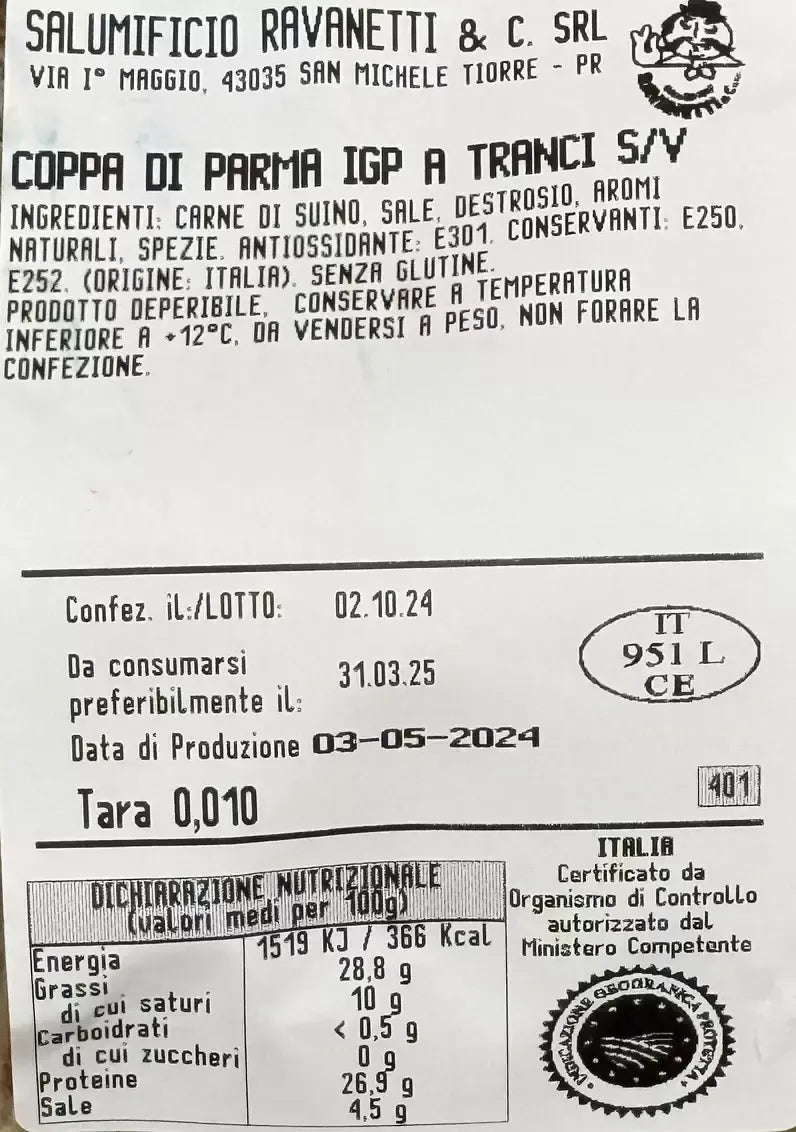 SALUMIFICIO RAVANETTI & C. SRL
VIA I° MAGGIO, 43035 SAN MICHELE TIORRE - PR
COPPA DI PARMA IGP A TRANCI S/V
INGREDIENTI: CARNE DI SUINO, SALE, DESTROSIO, AROMI
NATURALI, SPEZIE. ANTIOSSIDANTE: E301. CONSERVANTI: E250,
E252. (ORIGINE: ITALIA). SENZA GLUTINE.
PRODOTTO DEPERIBILE, CONSERVARE A TEMPERATURA
INFERIORE A +12°C, DA VENDERSI A PESO, NON FORARE LA
CONFEZIONE.
Confez. il:/LOTTO: 02.10.24
IT
951 L
CE
Da consumarsi
preferibilmente il: 31.03.25
Data di Produzione 03-05-2024
Tara 0,010
401
DICHIARAZIONE NUTRIZIONALE
(valori medi per 100g)
Energia 1519 KJ / 366 Kcal
Grassi 28,8 g
di cui saturi 10 g
Carboidrati < 0,5 g
di cui zuccheri 0 g
Proteine 26,9 g
Sale 4,5 g
ITALIA
Certificato da
Organismo di Controllo
autorizzato dal
Ministero Competente
INDICAZIONE GEOGRAFICA PROTETTA